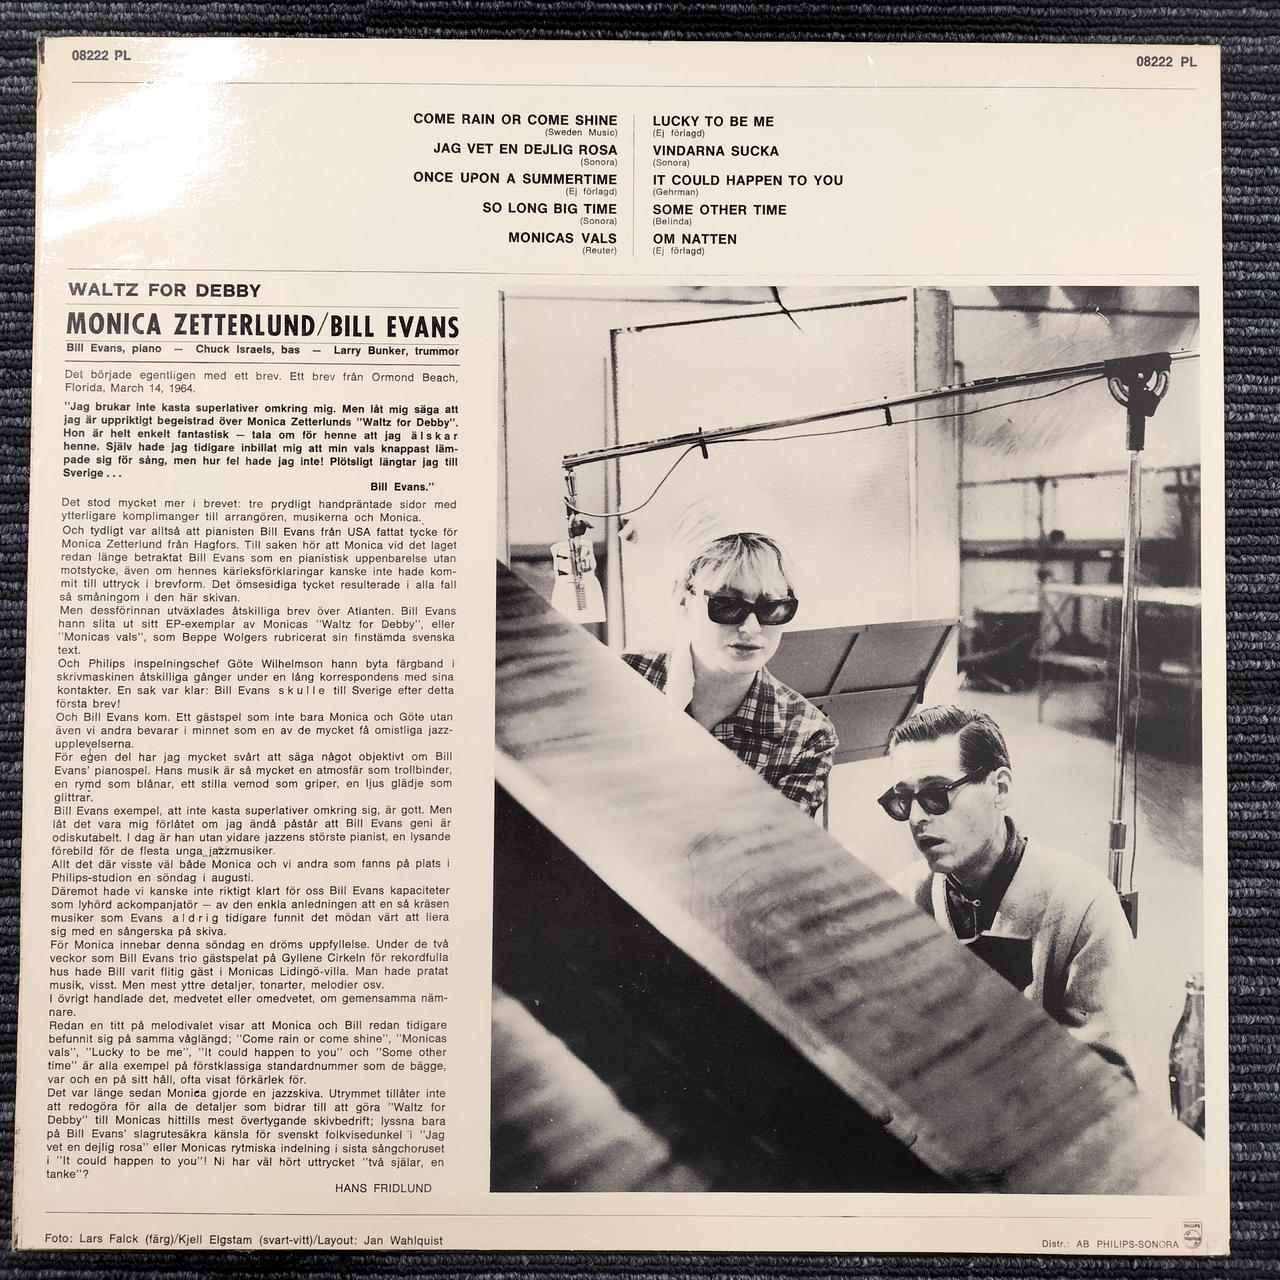 08222 PL
08222 PL
COME RAIN OR COME SHINE
(Sweden Music)
JAG VET EN DEJLIG ROSA
(Sonora)
ONCE UPON A SUMMERTIME
(Ej förlagd)
SO LONG BIG TIME
(Sonora)
MONICAS VALS
(Reuter)
LUCKY TO BE ME
(Ej förlagd)
VINDARNA SUCKA
(Sonora)
IT COULD HAPPEN TO YOU
(Gehrman)
SOME OTHER TIME
(Belinda)
OM NATTEN
(Ej förlagd)
WALTZ FOR DEBBY
MONICA ZETTERLUND/BILL EVANS
Bill Evans, piano — Chuck Israels, bas — Larry Bunker, trummor
Det började egentligen med ett brev. Ett brev från Ormond Beach,
Florida, March 14, 1964.
"Jag brukar inte kasta superlativer omkring mig. Men låt mig säga att
jag är uppriktigt begeistrad över Monica Zetterlunds "Waltz for Debby".
Hon är helt enkelt fantastisk — tala om för henne att jag ä l s k a r
henne. Själv hade jag tidigare inbillat mig att min vals knappast läm-
pade sig för sång, men hur fel hade jag inte! Plötsligt längtar jag till
Sverige . . .
Bill Evans."
Det stod mycket mer i brevet: tre prydligt handpräntade sidor med
ytterligare komplimanger till arrangören, musikerna och Monica.
Och tydligt var alltså att pianisten Bill Evans från USA fattat tycke för
Monica Zetterlund från Hagfors. Till saken hör att Monica vid det laget
redan länge betraktat Bill Evans som en pianistisk uppenbarelse utan
motstycke, även om hennes kärleksförklaringar kanske inte hade kom-
mit till uttryck i brevform. Det ömsesidiga tycket resulterade i alla fall
så småningom i den här skivan.
Men dessförinnan utväxlades åtskilliga brev över Atlanten. Bill Evans
hann slita ut sitt EP-exemplar av Monicas "Waltz for Debby", eller
"Monicas vals", som Beppe Wolgers rubricerat sin finstämda svenska
text.
Och Philips inspelningschef Göte Wilhelmson hann byta färgband i
skrivmaskinen åtskilliga gånger under en lång korrespondens med sina
kontakter. En sak var klar: Bill Evans s k u l l e till Sverige efter detta
första brev!
Och Bill Evans kom. Ett gästspel som inte bara Monica och Göte utan
även vi andra bevarar i minnet som en av de mycket få omistliga jazz-
upplevelserna.
För egen del har jag mycket svårt att säga något objektivt om Bill
Evans' pianospel. Hans musik är så mycket en atmosfär som trollbinder,
en rymd som blånar, ett stilla vemod som griper, en ljus glädje som
glittrar.
Bill Evans exempel, att inte kasta superlativer omkring sig, är gott. Men
låt det vara mig förlåtet om jag ändå påstår att Bill Evans geni är
odiskutabelt. I dag är han utan vidare jazzens störste pianist, en lysande
förebild för de flesta unga jazzmusiker.
Allt det där visste väl både Monica och vi andra som fanns på plats i
Philips-studion en söndag i augusti.
Däremot hade vi kanske inte riktigt klart för oss Bill Evans kapaciteter
som lyhörd ackompanjatör — av den enkla anledningen att en så kräsen
musiker som Evans a l d r i g tidigare funnit det mödan värt att liera
sig med en sångerska på skiva.
För Monica innebar denna söndag en dröms uppfyllelse. Under de två
veckor som Bill Evans trio gästspelat på Gyllene Cirkeln för rekordfulla
hus hade Bill varit flitig gäst i Monicas Lidingö-villa. Man hade pratat
musik, visst. Men mest yttre detaljer, tonarter, melodier osv.
I övrigt handlade det, medvetet eller omedvetet, om gemensamma näm-
nare.
Redan en titt på melodivalet visar att Monica och Bill redan tidigare
befunnit sig på samma våglängd; "Come rain or come shine", "Monicas
vals", "Lucky to be me", "It could happen to you" och "Some other
time" är alla exempel på förstklassiga standardnummer som de bägge,
var och en på sitt håll, ofta visat förkärlek för.
Det var länge sedan Monica gjorde en jazzskiva. Utrymmet tillåter inte
att redogöra för alla de detaljer som bidrar till att göra "Waltz for
Debby" till Monicas hittills mest övertygande skivbedrift; lyssna bara
på Bill Evans' slagrutesäkra känsla för svenskt folkvisedunkel i "Jag
vet en dejlig rosa" eller Monicas rytmiska indelning i sista sångchoruset
i "It could happen to you"! Ni har väl hört uttrycket "två själar, en
tanke"?
HANS FRIDLUND
Foto: Lars Falck (färg)/Kjell Elgstam (svart-vitt)/Layout: Jan Wahlquist
Distr.: AB PHILIPS-SONORA
PHILIPS